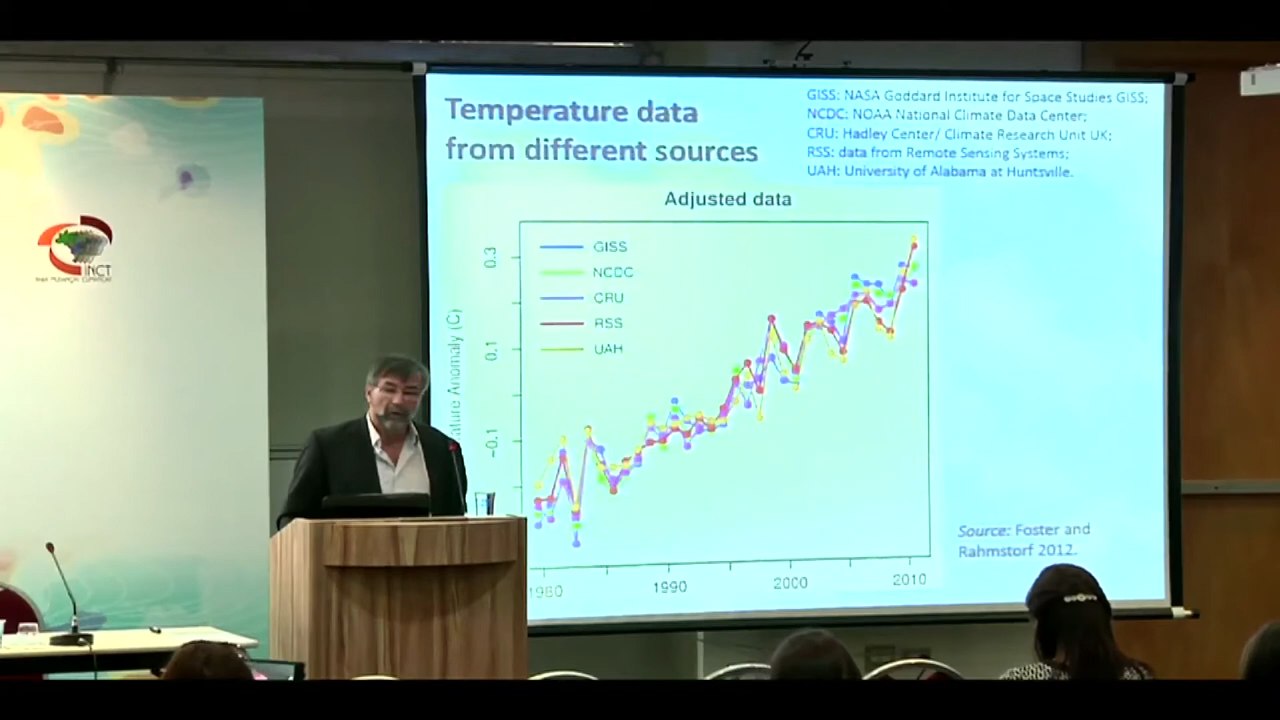 Temperature data
from different sources
GISS: NASA Goddard Institute for Space Studies GISS;
NCDC: NOAA National Climate Data Center;
CRU: Hadley Center/ Climate Research Unit UK;
RSS: data from Remote Sensing Systems;
UAH: University of Alabama at Huntsville.
Adjusted data
GISS
NCDC
CRU
RSS
UAH
0.3
0.1
-0.1
Anomaly (C)
1980
1990
2000
2010
Source: Foster and
Rahmstorf 2012.
INCT